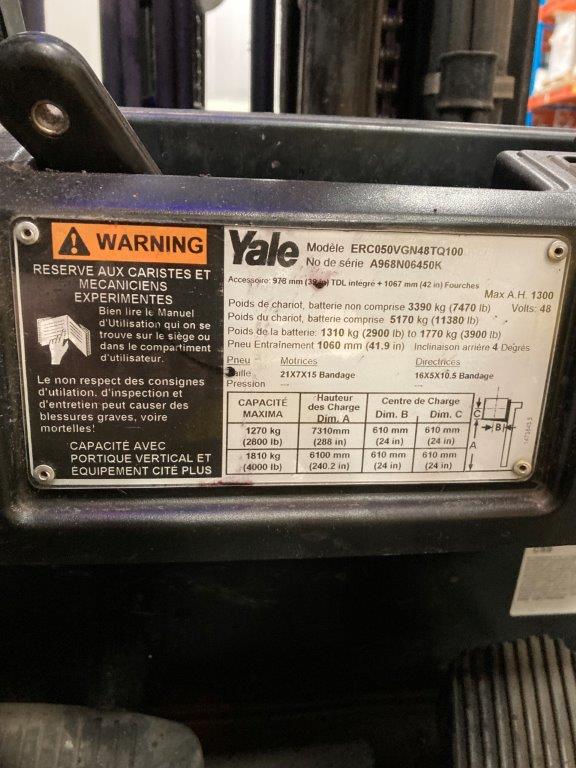 WARNING
RESERVE AUX CARISTES ET
MECANICIENS
EXPERIMENTES
Bien lire le Manuel
d'Utilisation qui on se
trouve sur le siège ou
dans le compartiment
d'utilisateur.
Le non respect des consignes
d'utilation, d'inspection et
d'entretien peut causer des
blessures graves, voire
mortelles!
CAPACITÉ AVEC
PORTIQUE VERTICAL ET
ÉQUIPEMENT CITÉ PLUS
Yale
Modèle ERC050VGN48TQ100
No de série A968N06450K
Accessoire: 976 mm (38 in) TDL intégré + 1067 mm (42 in) Fourches
Max A.H. 1300
Poids de chariot, batterie non comprise 3390 kg (7470 lb) Volts: 48
Poids du chariot, batterie comprise 5170 kg (11380 lb)
Poids de la batterie: 1310 kg (2900 lb) to 1770 kg (3900 lb)
Pneu Entraînement 1060 mm (41.9 in) Inclinaison arrière 4 Degrés
Pneu Motrices Directrices
Taille 21X7X15 Bandage 16X5X10.5 Bandage
Pression --- ---
CAPACITÉ MAXIMA Hauteur des Charge Dim. A Centre de Charge Dim. B Dim. C
1270 kg (2800 lb) 7310mm (288 in) 610 mm (24 in) 610 mm (24 in)
1810 kg (4000 lb) 6100 mm (240.2 in) 610 mm (24 in) 610 mm (24 in)
C
B
A